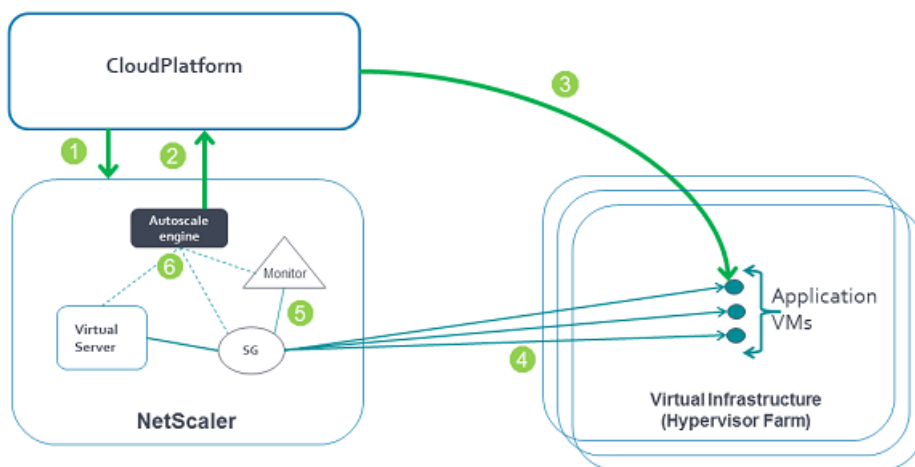 CloudPlatform
1
2
3
Autoscale
engine
6
Monitor
5
Virtual
Server
SG
4
NetScaler
Application
VMs
Virtual Infrastructure
(Hypervisor Farm)